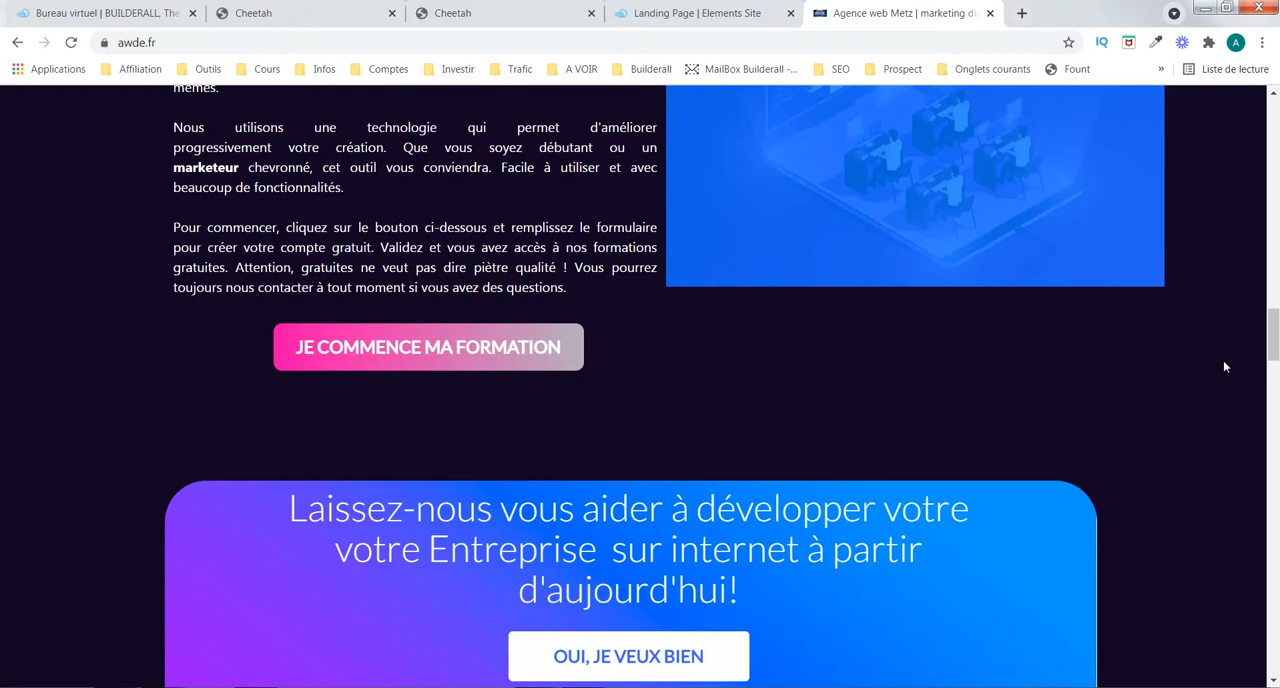 Bureau virtuel | BUILDERALL, The
Cheetah
Cheetah
Landing Page | Elements Site
Agence web Metz | marketing di
awde.fr
IQ
A
Applications
Affiliation
Outils
Cours
Infos
Comptes
Investir
Trafic
A VOIR
Builderall
MailBox Builderall -...
SEO
Prospect
Onglets courants
Fount
»
Liste de lecture
mêmes.
Nous utilisons une technologie qui permet d'améliorer
progressivement votre création. Que vous soyez débutant ou un
marketeur chevronné, cet outil vous conviendra. Facile à utiliser et avec
beaucoup de fonctionnalités.
Pour commencer, cliquez sur le bouton ci-dessous et remplissez le formulaire
pour créer votre compte gratuit. Validez et vous avez accès à nos formations
gratuites. Attention, gratuites ne veut pas dire piètre qualité ! Vous pourrez
toujours nous contacter à tout moment si vous avez des questions.
JE COMMENCE MA FORMATION
Laissez-nous vous aider à développer votre
votre Entreprise sur internet à partir
d'aujourd'hui!
OUI, JE VEUX BIEN